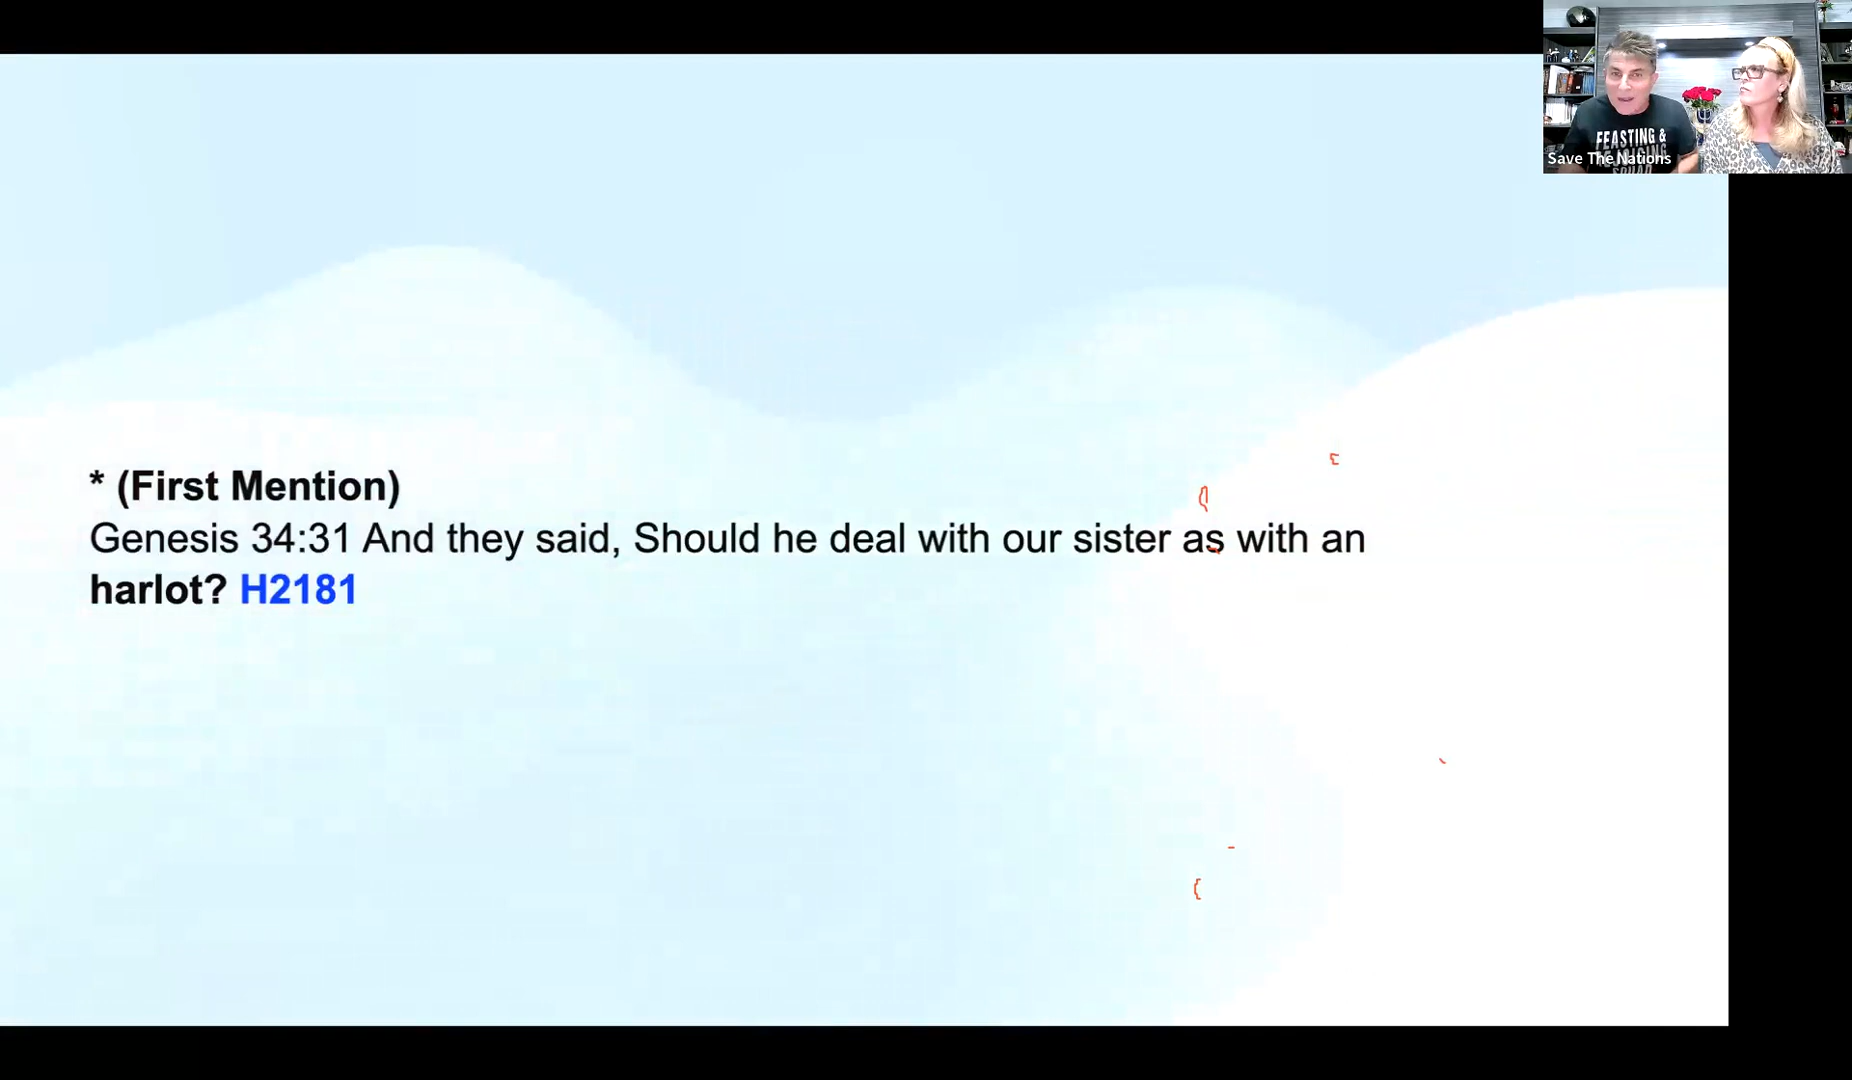 FEASTING &
Save The Nations
* (First Mention)
Genesis 34:31 And they said, Should he deal with our sister as with an
harlot? H2181